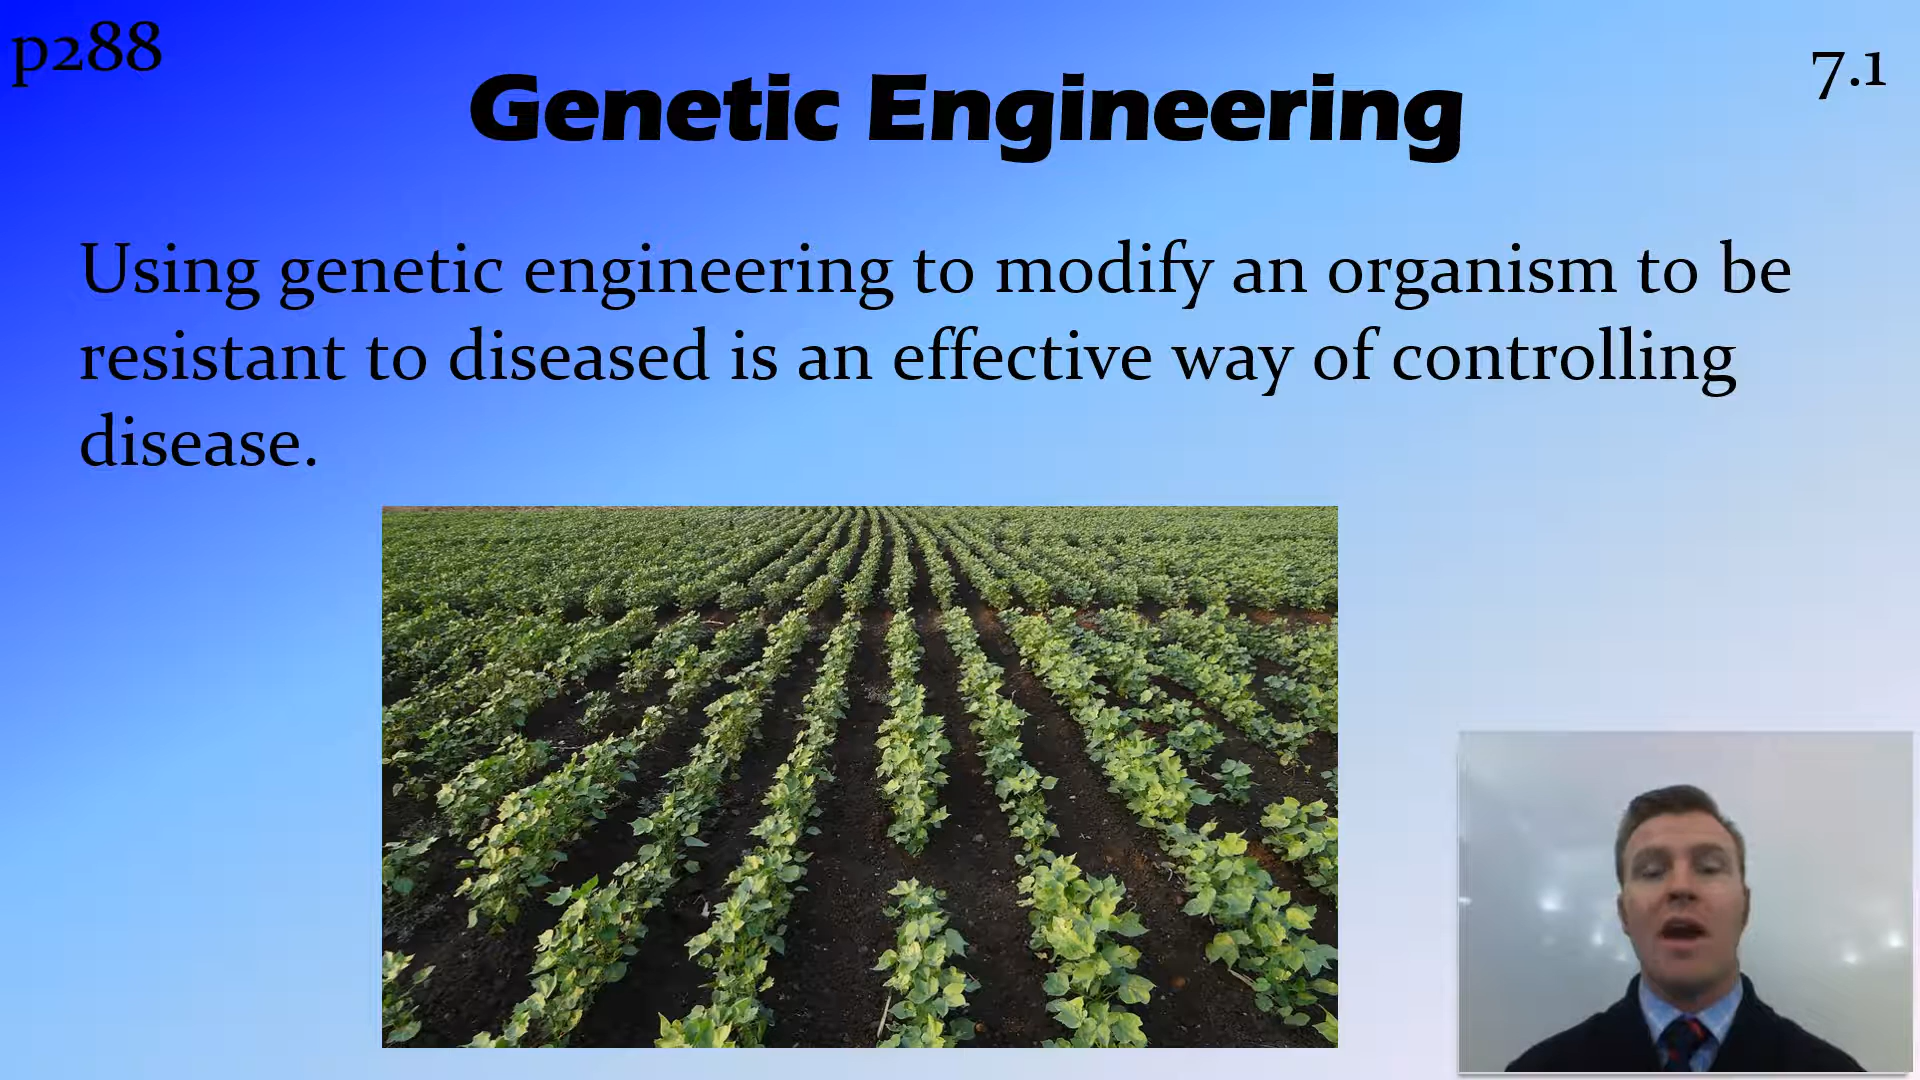 p288
7.1
Genetic Engineering
Using genetic engineering to modify an organism to be
resistant to diseased is an effective way of controlling
disease.